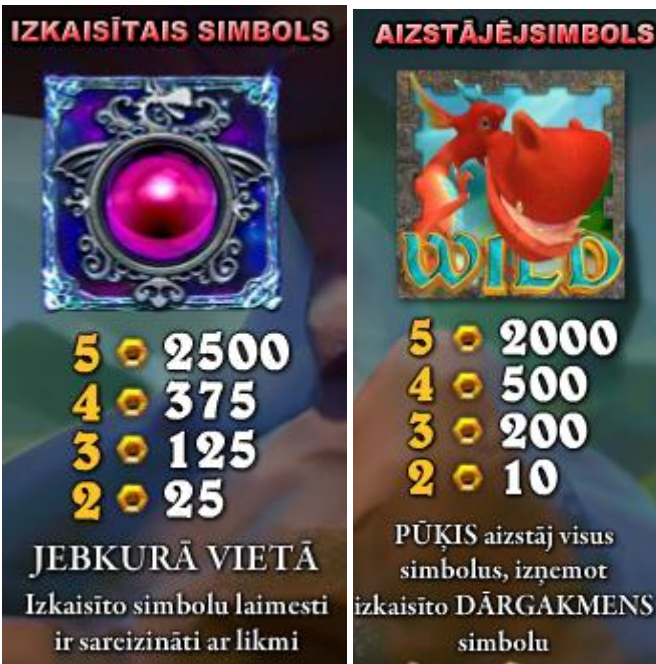 IZKAISĪTAIS SIMBOLS
5 2500
4 375
3 125
2 25
JEBKURĀ VIETĀ
Izkaisīto simbolu laimesti
ir sareizināti ar likmi
AIZSTĀJĒJSIMBOLS
WILD
5 2000
4 500
3 200
2 10
PŪĶIS aizstāj visus
simbolus, izņemot
izkaisīto DĀRGAKMENS
simbolu